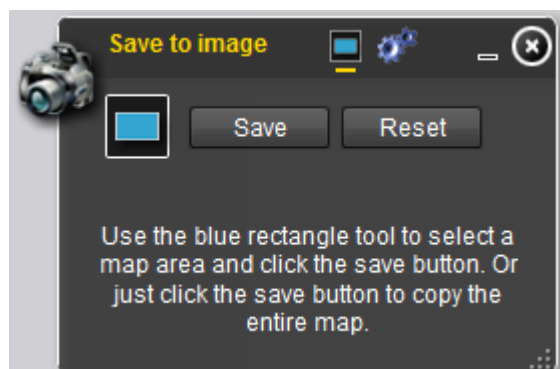 Save to image
Save Reset
Use the blue rectangle tool to select a
map area and click the save button. Or
just click the save button to copy the
entire map.